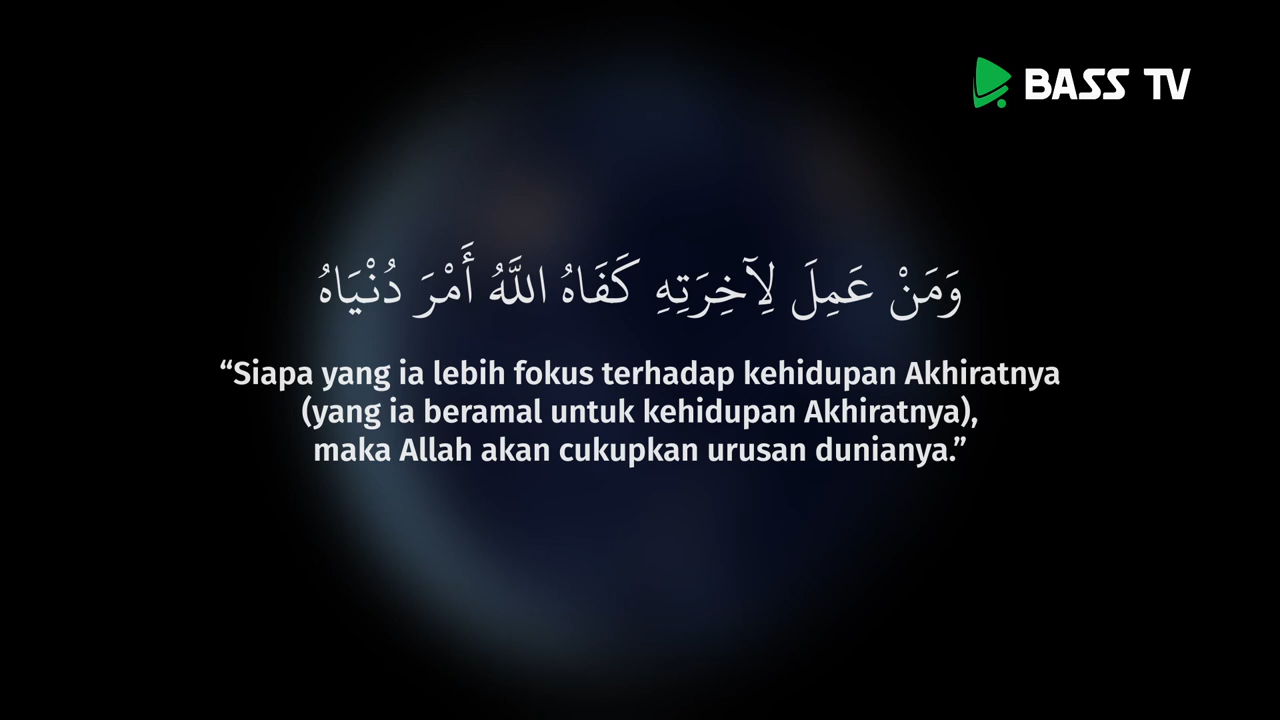 BASS TV
وَمَنْ عَمِلَ لِآخِرَتِهِ كَفَاهُ اللَّهُ أَمْرَ دُنْيَاهُ
“Siapa yang ia lebih fokus terhadap kehidupan Akhiratnya
(yang ia beramal untuk kehidupan Akhiratnya),
maka Allah akan cukupkan urusan dunianya.”